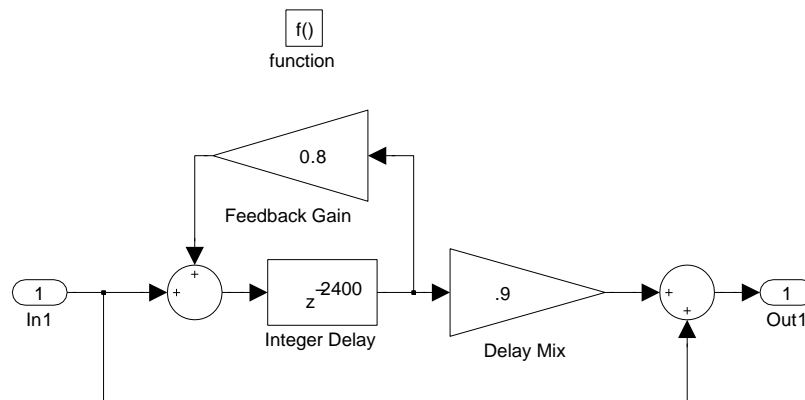 f()
function
0.8
Feedback Gain
+
1
+
z-2400
.9
+
+
1
In1
Integer Delay
Delay Mix
Out1